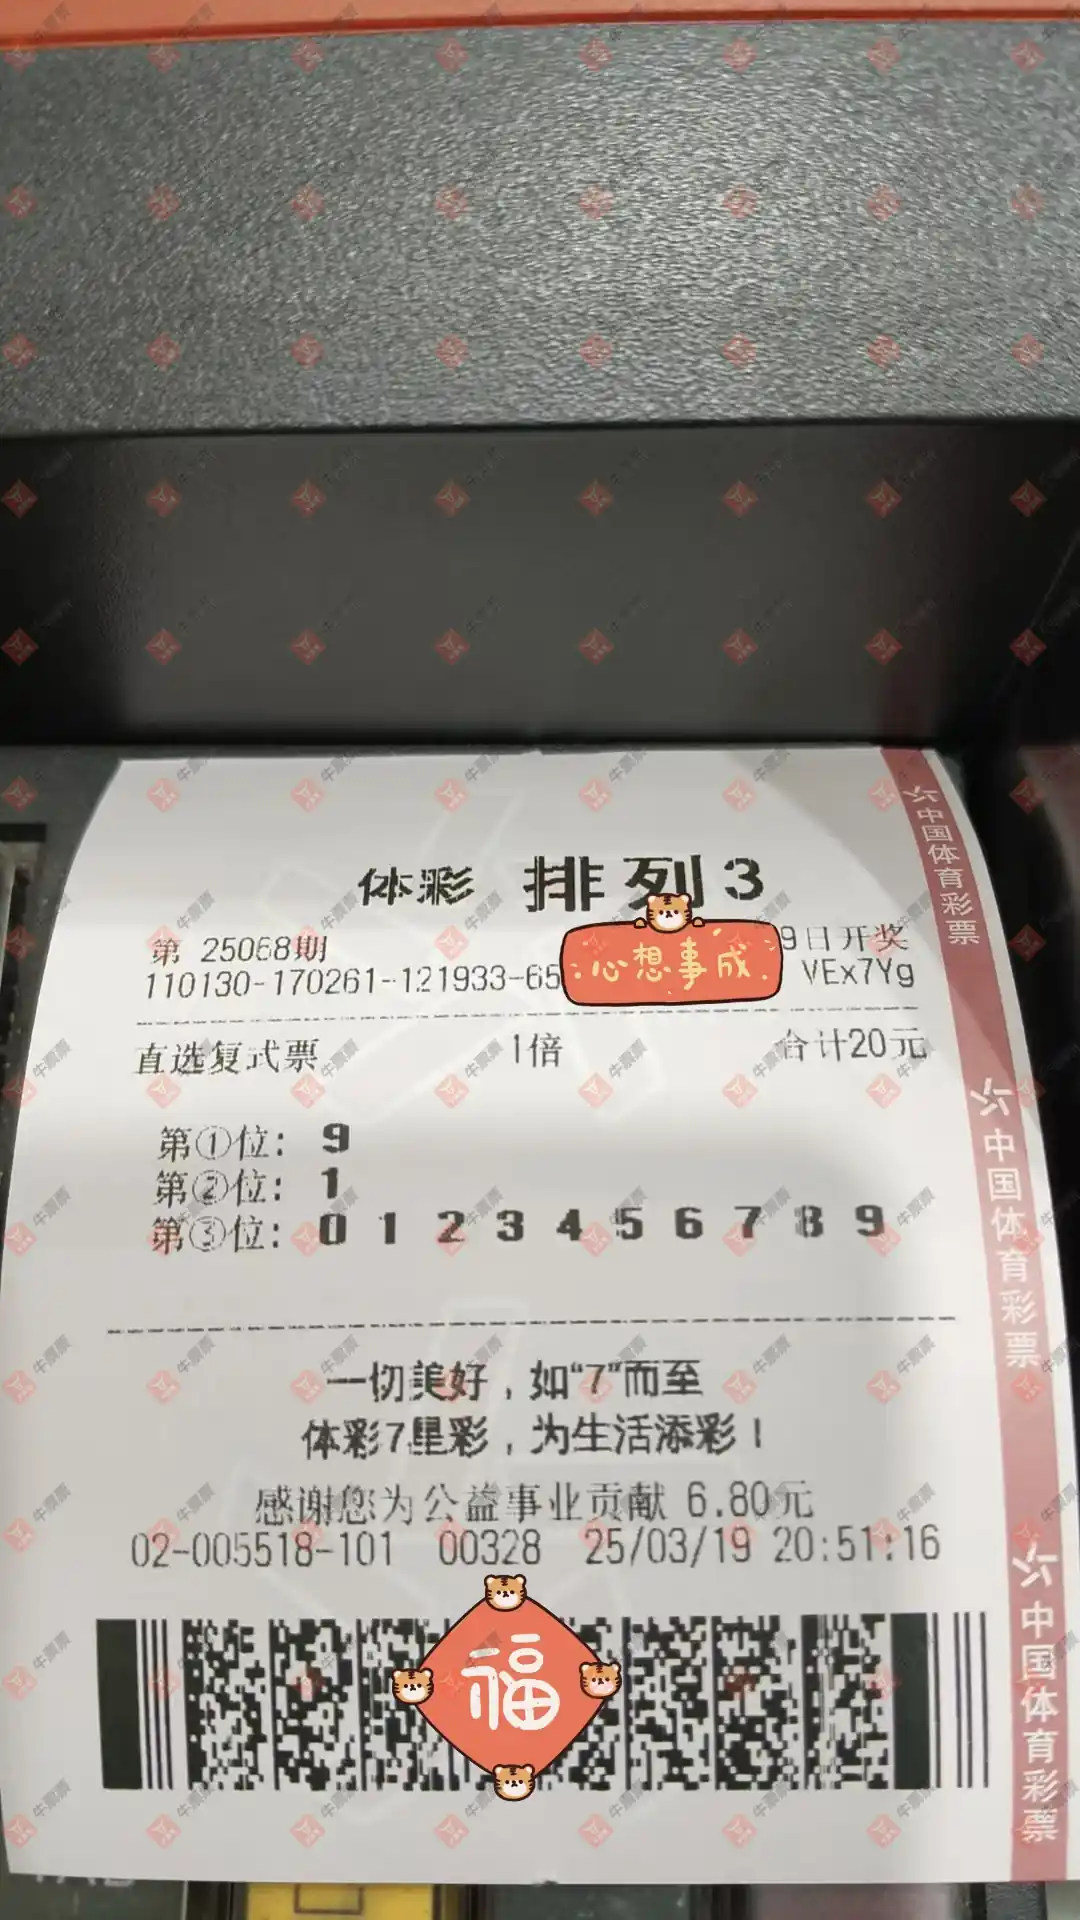 体彩 排列3
第 25068期 9日开奖
110130-170261-121933-65 VEx7Yg
心想事成
直选复式票 1倍 合计20元
第①位: 9
第②位: 1
第③位: 0 1 2 3 4 5 6 7 8 9
一切美好，如“7”而至
体彩7星彩，为生活添彩！
感谢您为公益事业贡献 6.80元
02-005518-101 00328 25/03/19 20:51:16
福
中国体育彩票
中国体育彩票
中国体育彩票
牛票票